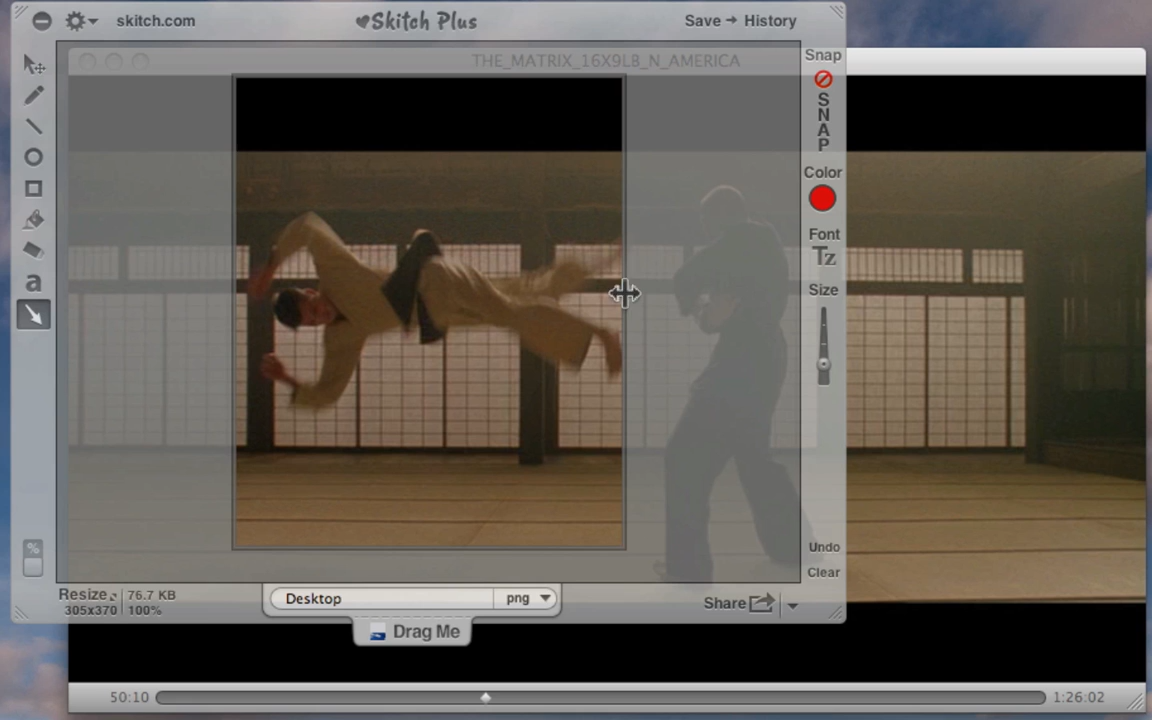 skitch.com
Skitch Plus
Save → History
THE_MATRIX_16X9LB_N_AMERICA
Snap
SNAP
Color
Font
Tz
Size
a
%
Undo
Clear
Resize 76.7 KB
305x370 100%
Desktop png
Share
Drag Me
50:10 1:26:02